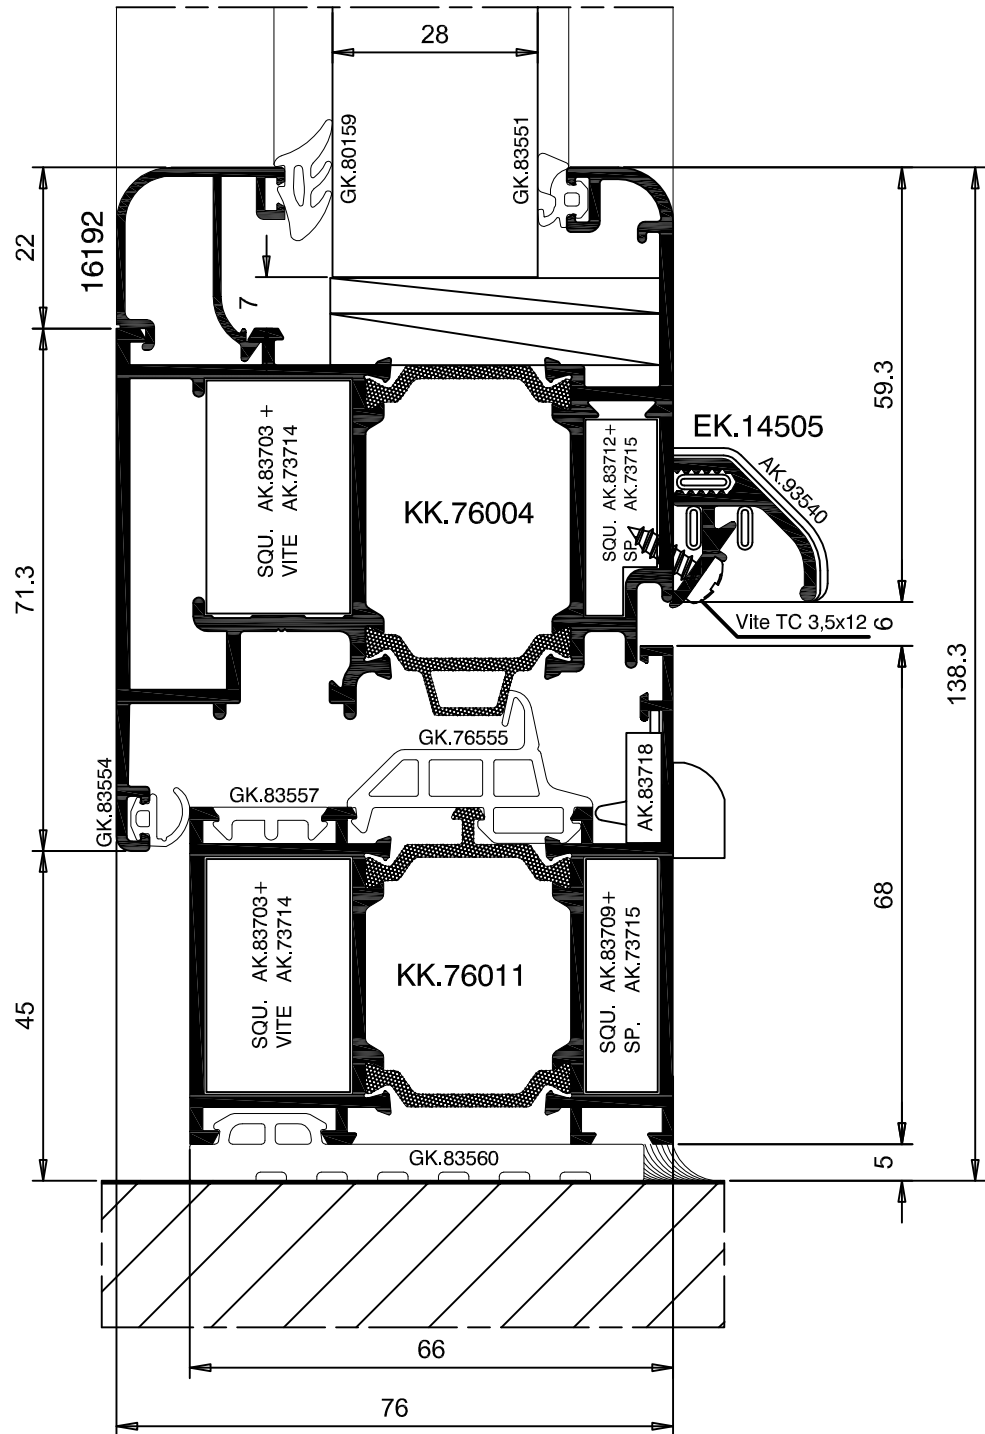 28
GK.80159
GK.83551
22
16192
7
59.3
EK.14505
AK.93540
SQU. AK.83703 +
VITE AK.73714
KK.76004
SQU. AK.83712+
SP. AK.73715
71.3
Vite TC 3,5x12
6
138.3
GK.76555
GK.83554
GK.83557
AK.83718
68
SQU. AK.83703+
VITE AK.73714
KK.76011
SQU. AK.83709+
SP. AK.73715
45
GK.83560
5
66
76